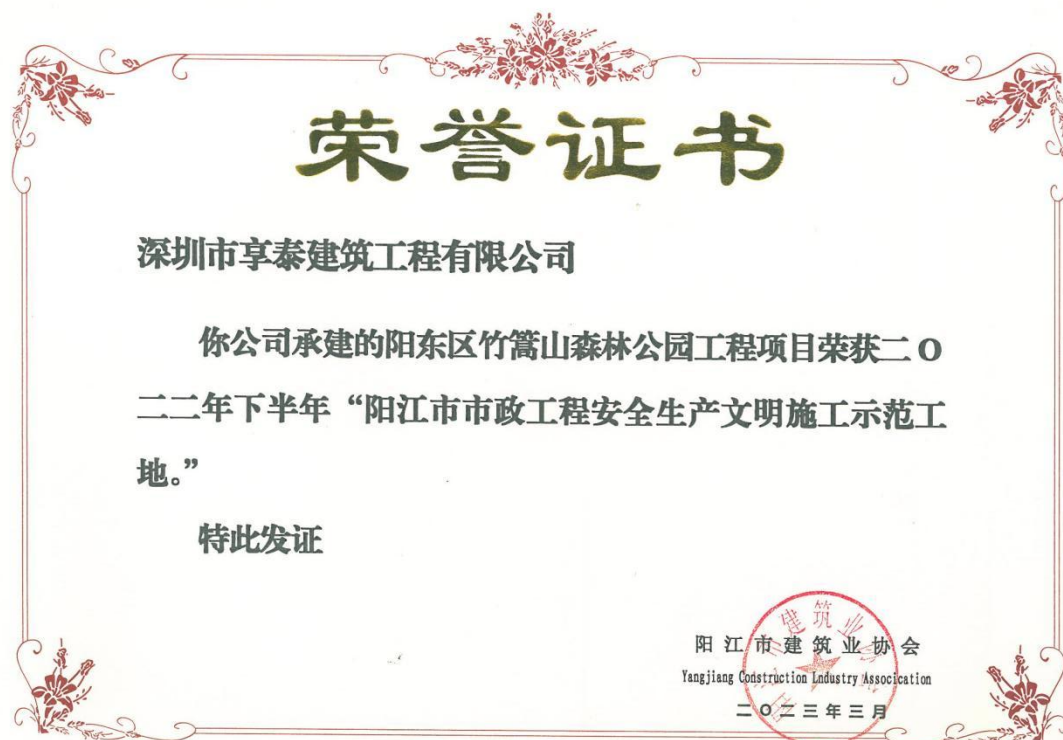 荣誉证书
深圳市享泰建筑工程有限公司
你公司承建的阳东区竹篙山森林公园工程项目荣获二O
二二年下半年“阳江市市政工程安全生产文明施工示范工
地。”
特此发证
阳江市建筑业协会
Yangjiang Construction Lndustry Assocication
二O二三年三月